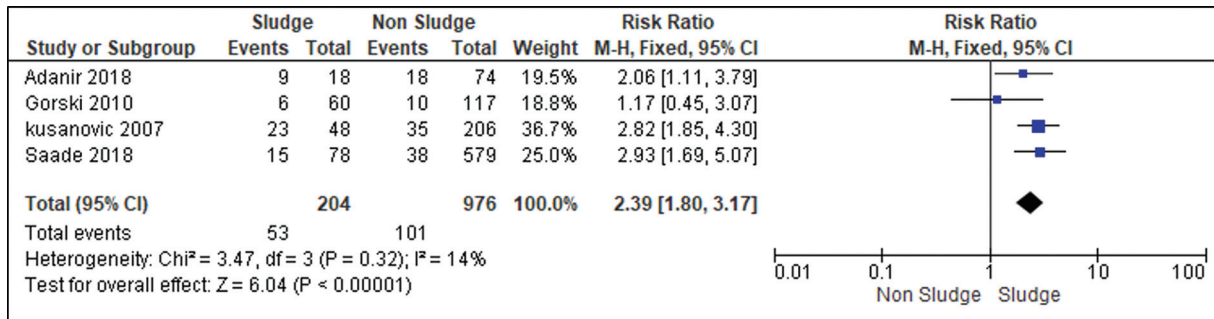 Sludge Non Sludge Risk Ratio Risk Ratio
Study or Subgroup Events Total Events Total Weight M-H, Fixed, 95% CI M-H, Fixed, 95% CI
Adanir 2018 9 18 18 74 19.5% 2.06 [1.11, 3.79]
Gorski 2010 6 60 10 117 18.8% 1.17 [0.45, 3.07]
kusanovic 2007 23 48 35 206 36.7% 2.82 [1.85, 4.30]
Saade 2018 15 78 38 579 25.0% 2.93 [1.69, 5.07]
Total (95% CI) 204 976 100.0% 2.39 [1.80, 3.17]
Total events 53 101
Heterogeneity: Chi² = 3.47, df = 3 (P = 0.32); I² = 14%
Test for overall effect: Z = 6.04 (P < 0.00001)
0.01 0.1 1 10 100
Non Sludge Sludge